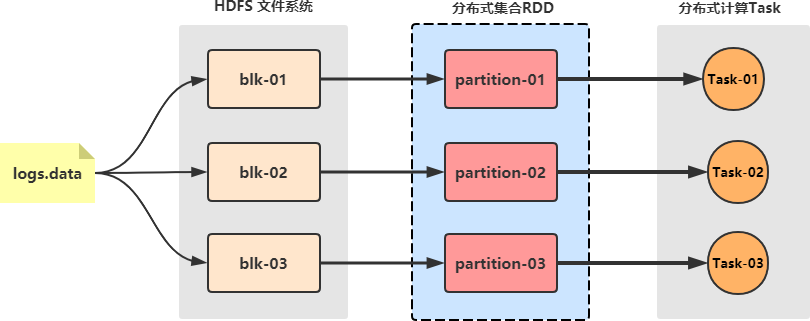 HDFS 文件系统
分布式集合RDD
分布式计算Task
logs.data
blk-01
partition-01
Task-01
blk-02
partition-02
Task-02
blk-03
partition-03
Task-03